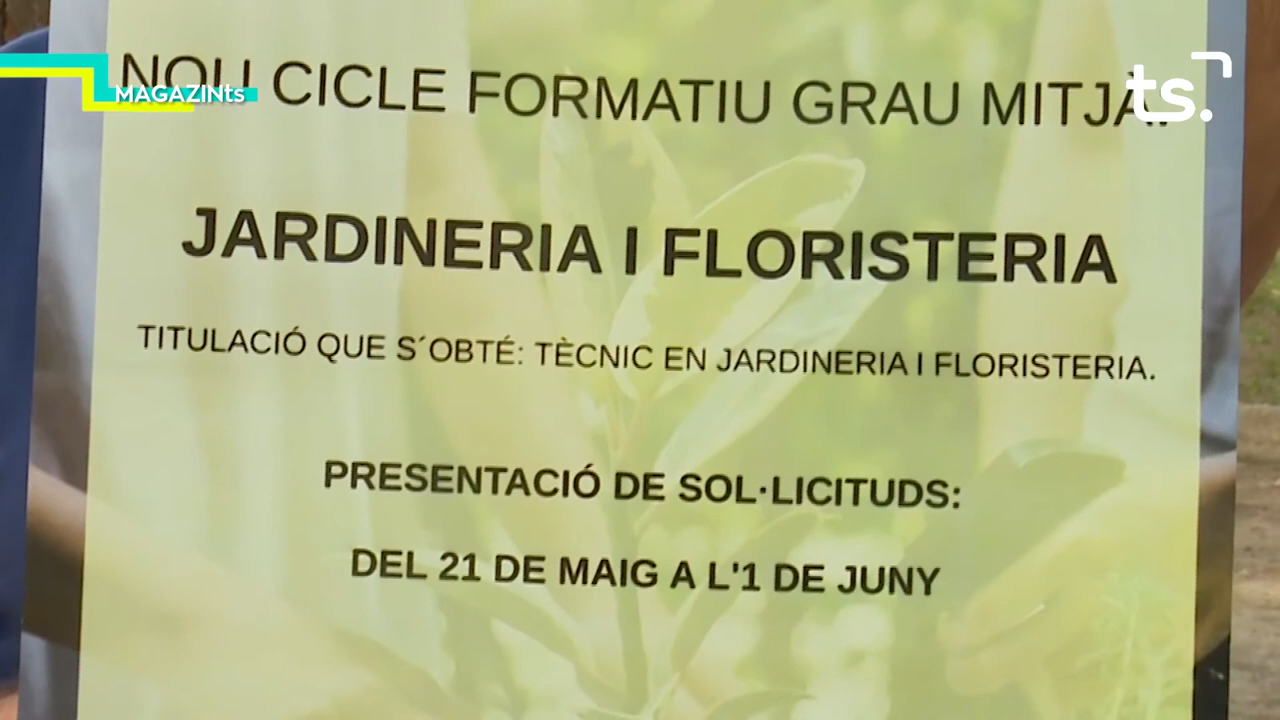 NOU CICLE FORMATIU GRAU MITJÀ.
MAGAZINts
ts.
JARDINERIA I FLORISTERIA
TITULACIÓ QUE S´OBTÉ: TÈCNIC EN JARDINERIA I FLORISTERIA.
PRESENTACIÓ DE SOL·LICITUDS:
DEL 21 DE MAIG A L'1 DE JUNY